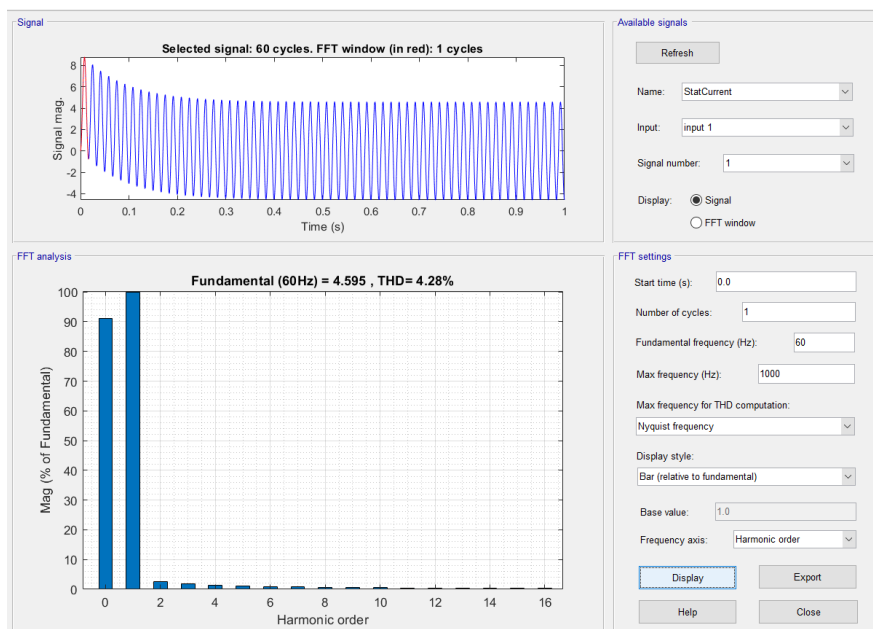 Signal
Selected signal: 60 cycles. FFT window (in red): 1 cycles
8
6
4
2
0
-2
-4
Signal mag.
0 0.1 0.2 0.3 0.4 0.5 0.6 0.7 0.8 0.9 1
Time (s)
Available signals
Refresh
Name: StatCurrent
Input: input 1
Signal number: 1
Display: Signal
FFT window
FFT analysis
Fundamental (60Hz) = 4.595 , THD= 4.28%
100
90
80
70
60
50
40
30
20
10
0
Mag (% of Fundamental)
0 2 4 6 8 10 12 14 16
Harmonic order
FFT settings
Start time (s): 0.0
Number of cycles: 1
Fundamental frequency (Hz): 60
Max frequency (Hz): 1000
Max frequency for THD computation:
Nyquist frequency
Display style:
Bar (relative to fundamental)
Base value: 1.0
Frequency axis: Harmonic order
Display Export
Help Close